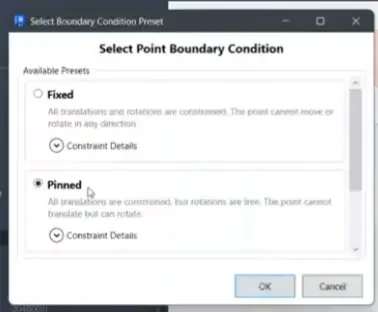 Select Boundary Condition Preset
Select Point Boundary Condition
Available Presets
Fixed
All translations and rotations are constrained. The point cannot move or
rotate in any direction.
Constraint Details
Pinned
All translations are constrained, but rotations are free. The point cannot
translate but can rotate.
Constraint Details
OK Cancel